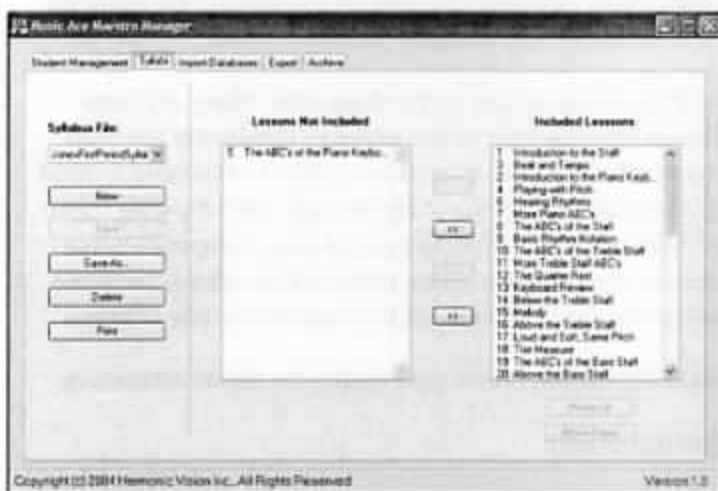 Music Ace Maestro Manager
Student Management Syllabi Import Databases Export Archive
Syllabus File:
JonesFirstPeriodSylla
New
Save As...
Delete
Print
Lessons Not Included
5 The ABC's of the Piano Keybo...
<<
Included Lessons
1 Introduction to the Staff
3 Beat and Tempo
2 Introduction to the Piano Keyb...
4 Playing with Pitch
6 Hearing Rhythms
7 More Piano ABC's
8 The ABC's of the Staff
9 Basic Rhythm Notation
10 The ABC's of the Treble Staff
11 More Treble Staff ABC's
12 The Quarter Rest
13 Keyboard Review
14 Below the Treble Staff
15 Melody
16 Above the Treble Staff
17 Loud and Soft, Same Pitch
18 The Measure
19 The ABC's of the Bass Staff
20 Above the Bass Staff
Copyright (c) 2004 Harmonic Vision Inc., All Rights Reserved
Version 1.0